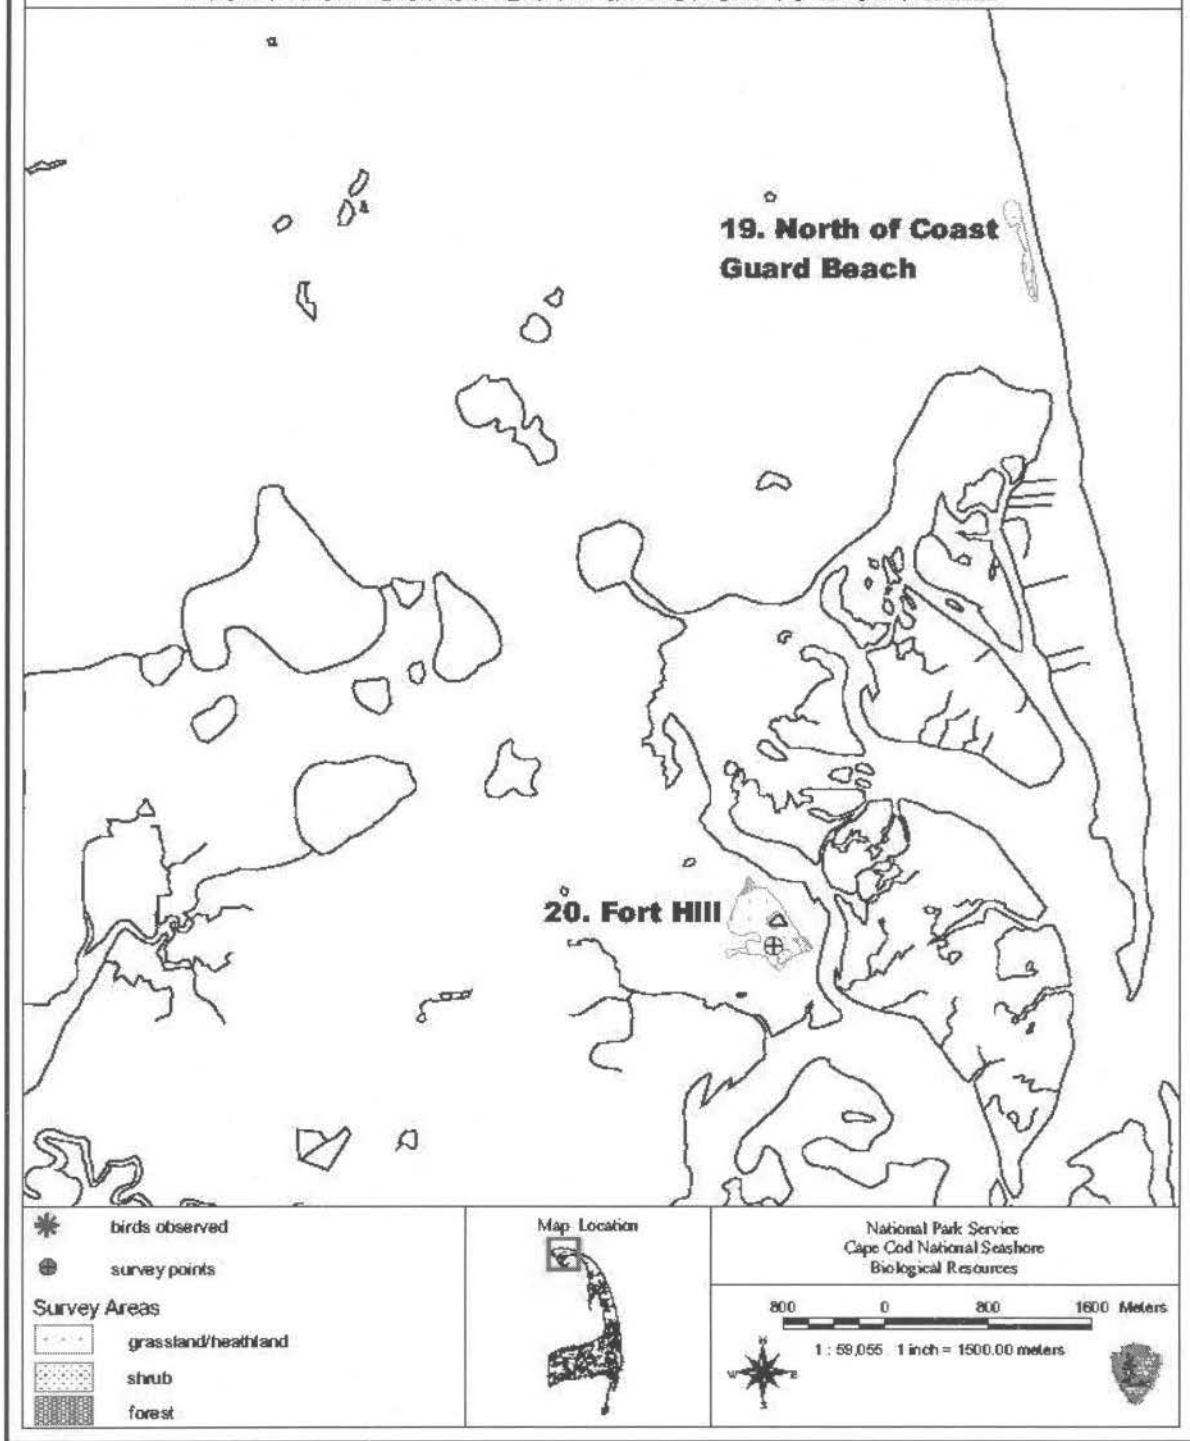 19. North of Coast
Guard Beach
20. Fort Hill
birds observed
survey points
Survey Areas
grassland/heathland
shrub
forest
Map Location
National Park Service
Cape Cod National Seashore
Biological Resources
800 0 800 1600 Meters
1 : 59,055 1 inch = 1500.00 meters
N
W E
S